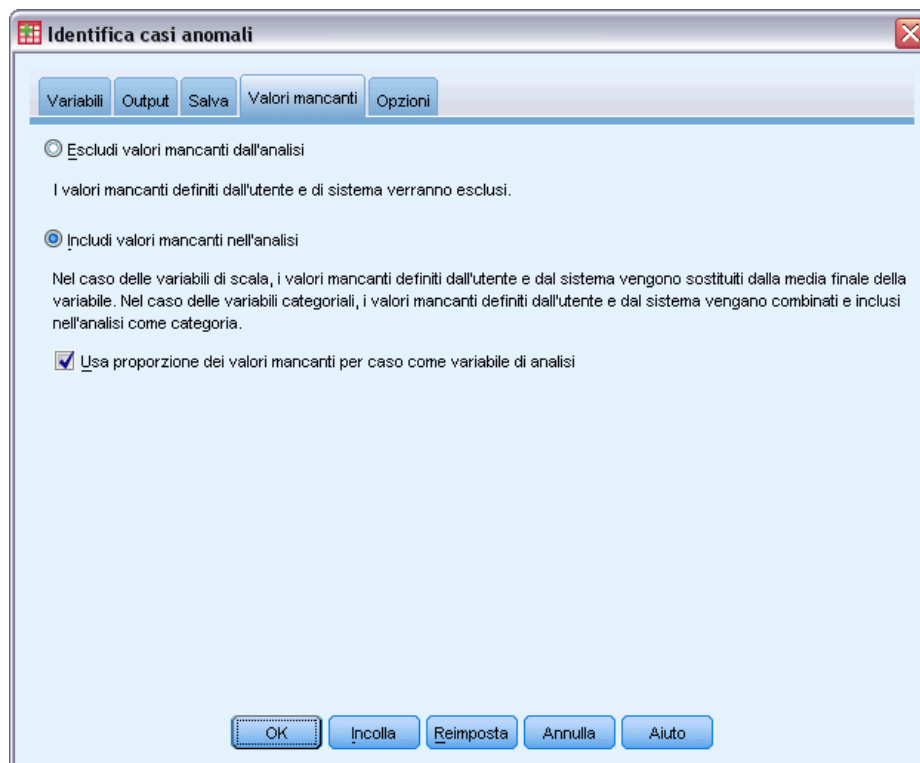 Identifica casi anomali
Variabili Output Salva Valori mancanti Opzioni
Escludi valori mancanti dall'analisi
I valori mancanti definiti dall'utente e di sistema verranno esclusi.
Includi valori mancanti nell'analisi
Nel caso delle variabili di scala, i valori mancanti definiti dall'utente e dal sistema vengono sostituiti dalla media finale della
variabile. Nel caso delle variabili categoriali, i valori mancanti definiti dall'utente e dal sistema vengano combinati e inclusi
nell'analisi come categoria.
Usa proporzione dei valori mancanti per caso come variabile di analisi
OK Incolla Reimposta Annulla Aiuto